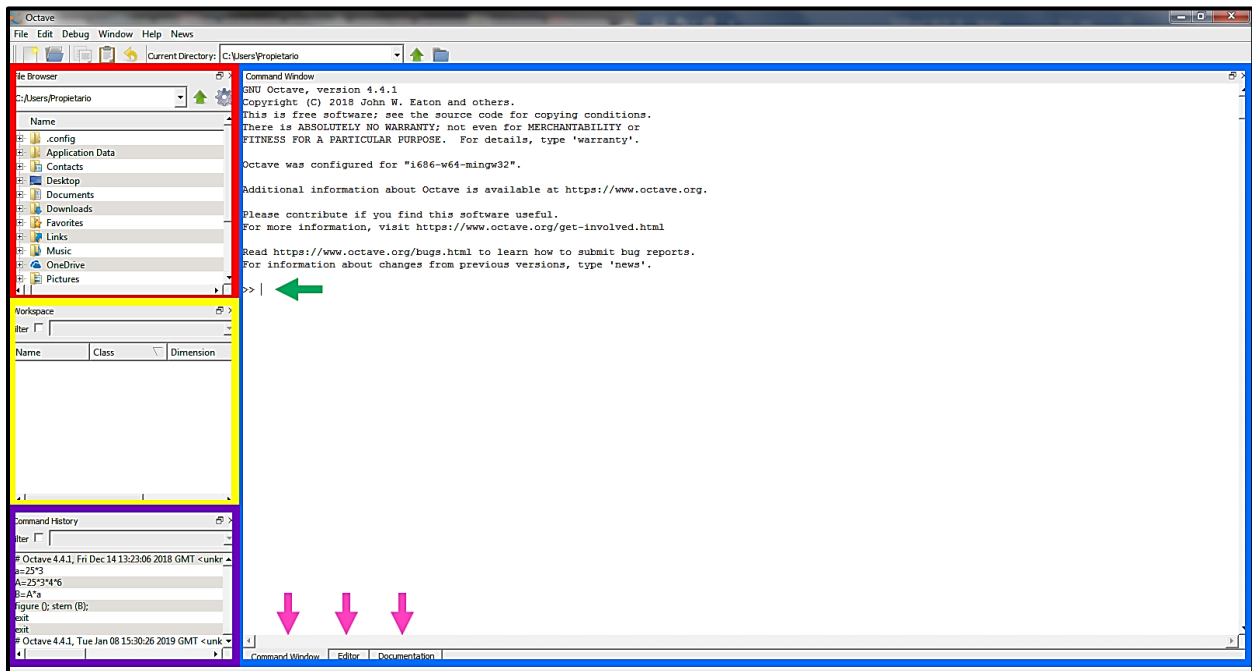 Octave
File Edit Debug Window Help News
Current Directory: C:\Users\Propietario
File Browser
C:/Users/Propietario
Name
.config
Application Data
Contacts
Desktop
Documents
Downloads
Favorites
Links
Music
OneDrive
Pictures
Workspace
Filter
Name Class Dimension
Command History
Filter
# Octave 4.4.1, Fri Dec 14 13:23:06 2018 GMT <unkr
a=25*3
A=25*3*4*6
B=A*a
figure (); stem (B);
exit
exit
# Octave 4.4.1, Tue Jan 08 15:30:26 2019 GMT <unk
Command Window
GNU Octave, version 4.4.1
Copyright (C) 2018 John W. Eaton and others.
This is free software; see the source code for copying conditions.
There is ABSOLUTELY NO WARRANTY; not even for MERCHANTABILITY or
FITNESS FOR A PARTICULAR PURPOSE.  For details, type 'warranty'.
Octave was configured for "i686-w64-mingw32".
Additional information about Octave is available at https://www.octave.org.
Please contribute if you find this software useful.
For more information, visit https://www.octave.org/get-involved.html
Read https://www.octave.org/bugs.html to learn how to submit bug reports.
For information about changes from previous versions, type 'news'.
>>
Command Window Editor Documentation